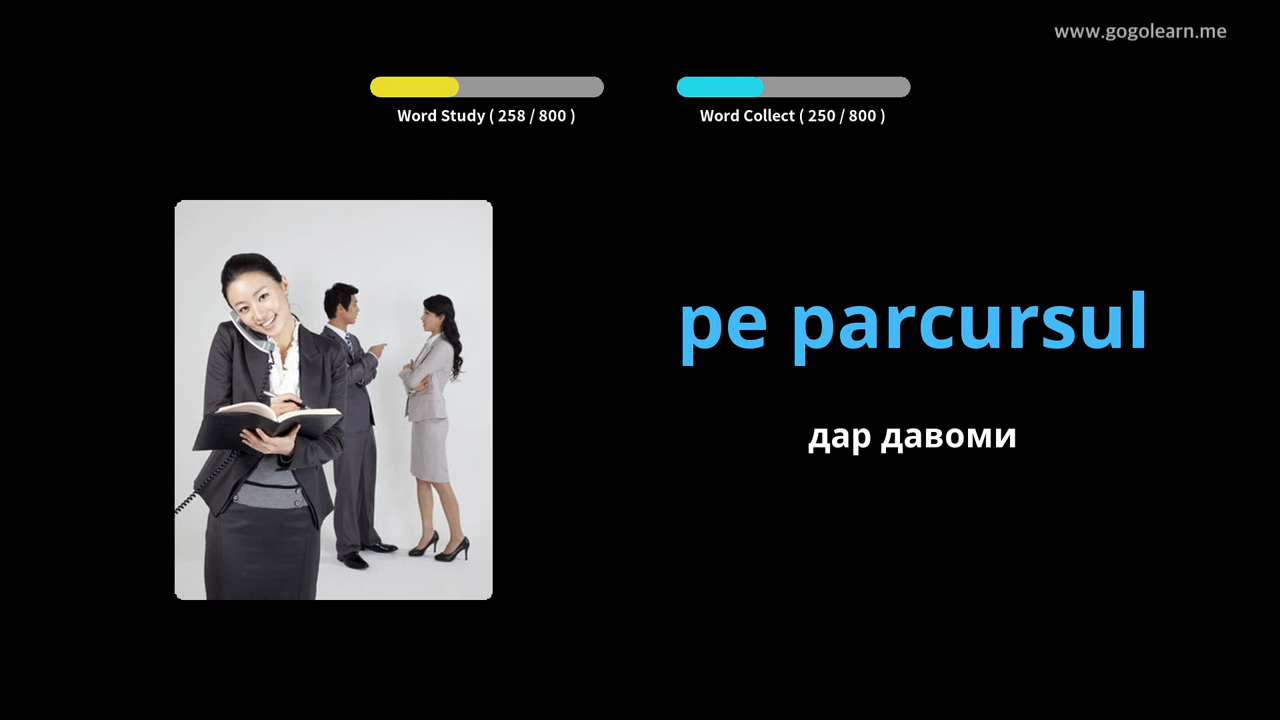 www.gogolearn.me
Word Study ( 258 / 800 )
Word Collect ( 250 / 800 )
pe parcursul
дар давоми